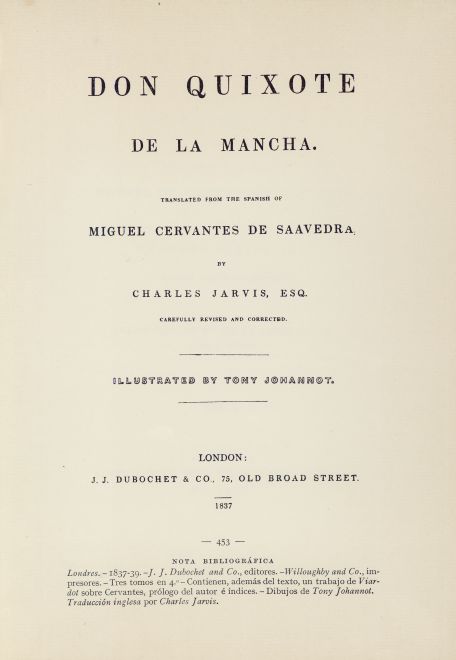 DON QUIXOTE
DE LA MANCHA.
TRANSLATED FROM THE SPANISH OF
MIGUEL CERVANTES DE SAAVEDRA,
BY
CHARLES JARVIS, ESQ.
CAREFULLY REVISED AND CORRECTED.
ILLUSTRATED BY TONY JOHANNOT.
LONDON:
J. J. DUBOCHET & CO., 75, OLD BROAD STREET.
1837
— 453 —
NOTA BIBLIOGRÁFICA
Londres. – 1837-39. – J. J. Dubochet and Co., editores. – Willoughby and Co., im-
presores. – Tres tomos en 4.º – Contienen, además del texto, un trabajo de Viar-
dot sobre Cervantes, prólogo del autor é índices. – Dibujos de Tony Johannot.
Traducción inglesa por Charles Jarvis.